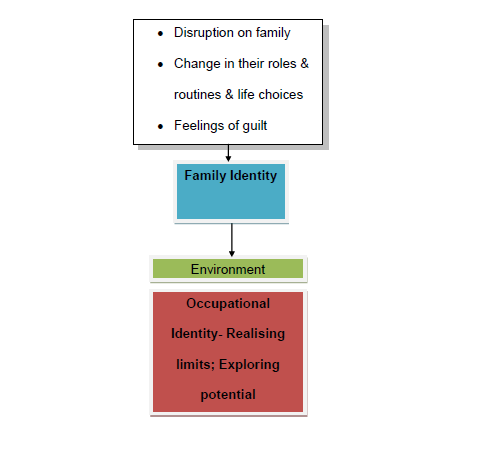 • Disruption on family
• Change in their roles &
routines & life choices
• Feelings of guilt
Family Identity
Environment
Occupational
Identity- Realising
limits; Exploring
potential